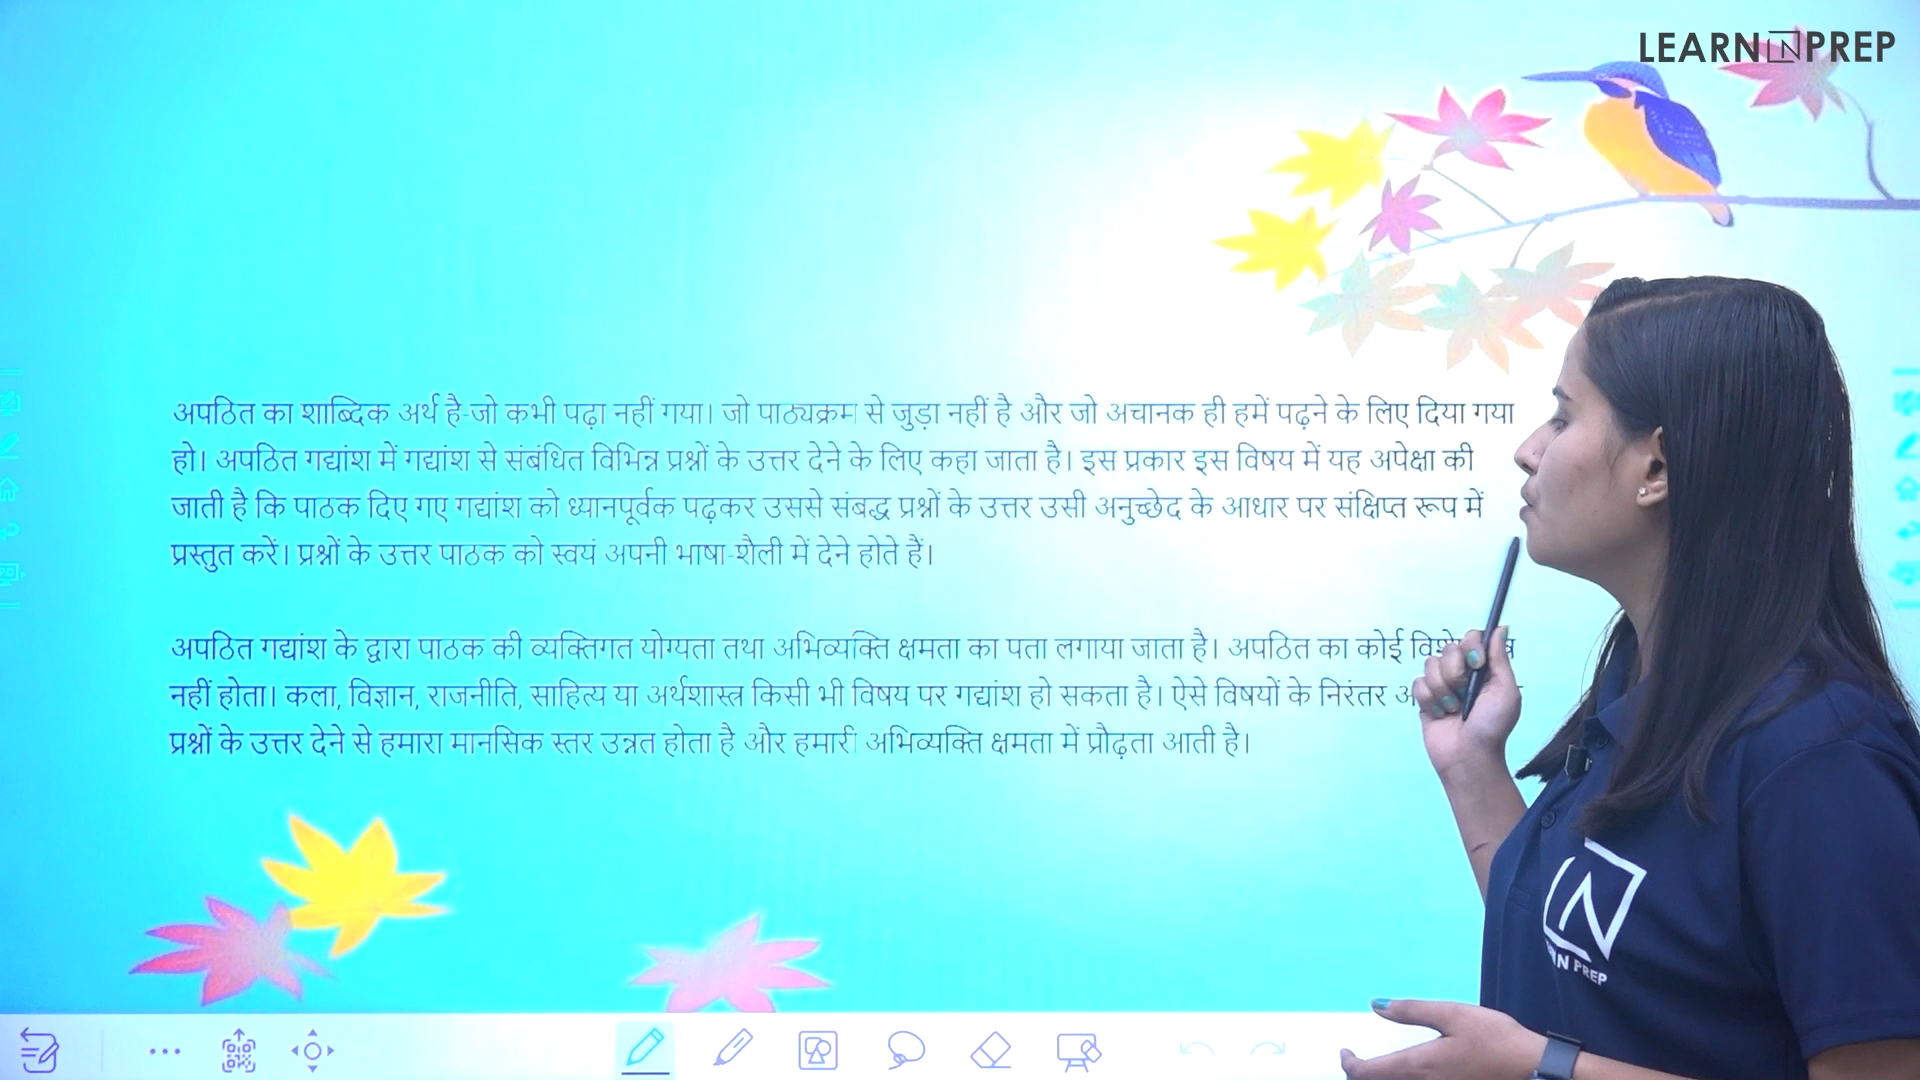 LEARN N PREP
अपठित का शाब्दिक अर्थ है-जो कभी पढ़ा नहीं गया। जो पाठ्यक्रम से जुड़ा नहीं है और जो अचानक ही हमें पढ़ने के लिए दिया गया
हो। अपठित गद्यांश में गद्यांश से संबंधित विभिन्न प्रश्नों के उत्तर देने के लिए कहा जाता है। इस प्रकार इस विषय में यह अपेक्षा की
जाती है कि पाठक दिए गए गद्यांश को ध्यानपूर्वक पढ़कर उससे संबद्ध प्रश्नों के उत्तर उसी अनुच्छेद के आधार पर संक्षिप्त रूप में
प्रस्तुत करें। प्रश्नों के उत्तर पाठक को स्वयं अपनी भाषा-शैली में देने होते हैं।
अपठित गद्यांश के द्वारा पाठक की व्यक्तिगत योग्यता तथा अभिव्यक्ति क्षमता का पता लगाया जाता है। अपठित का कोई
नहीं होता। कला, विज्ञान, राजनीति, साहित्य या अर्थशास्त्र किसी भी विषय पर गद्यांश हो सकता है। ऐसे विषयों के निरंतर
प्रश्नों के उत्तर देने से हमारा मानसिक स्तर उन्नत होता है और हमारी अभिव्यक्ति क्षमता में प्रौढ़ता आती है।
N PREP